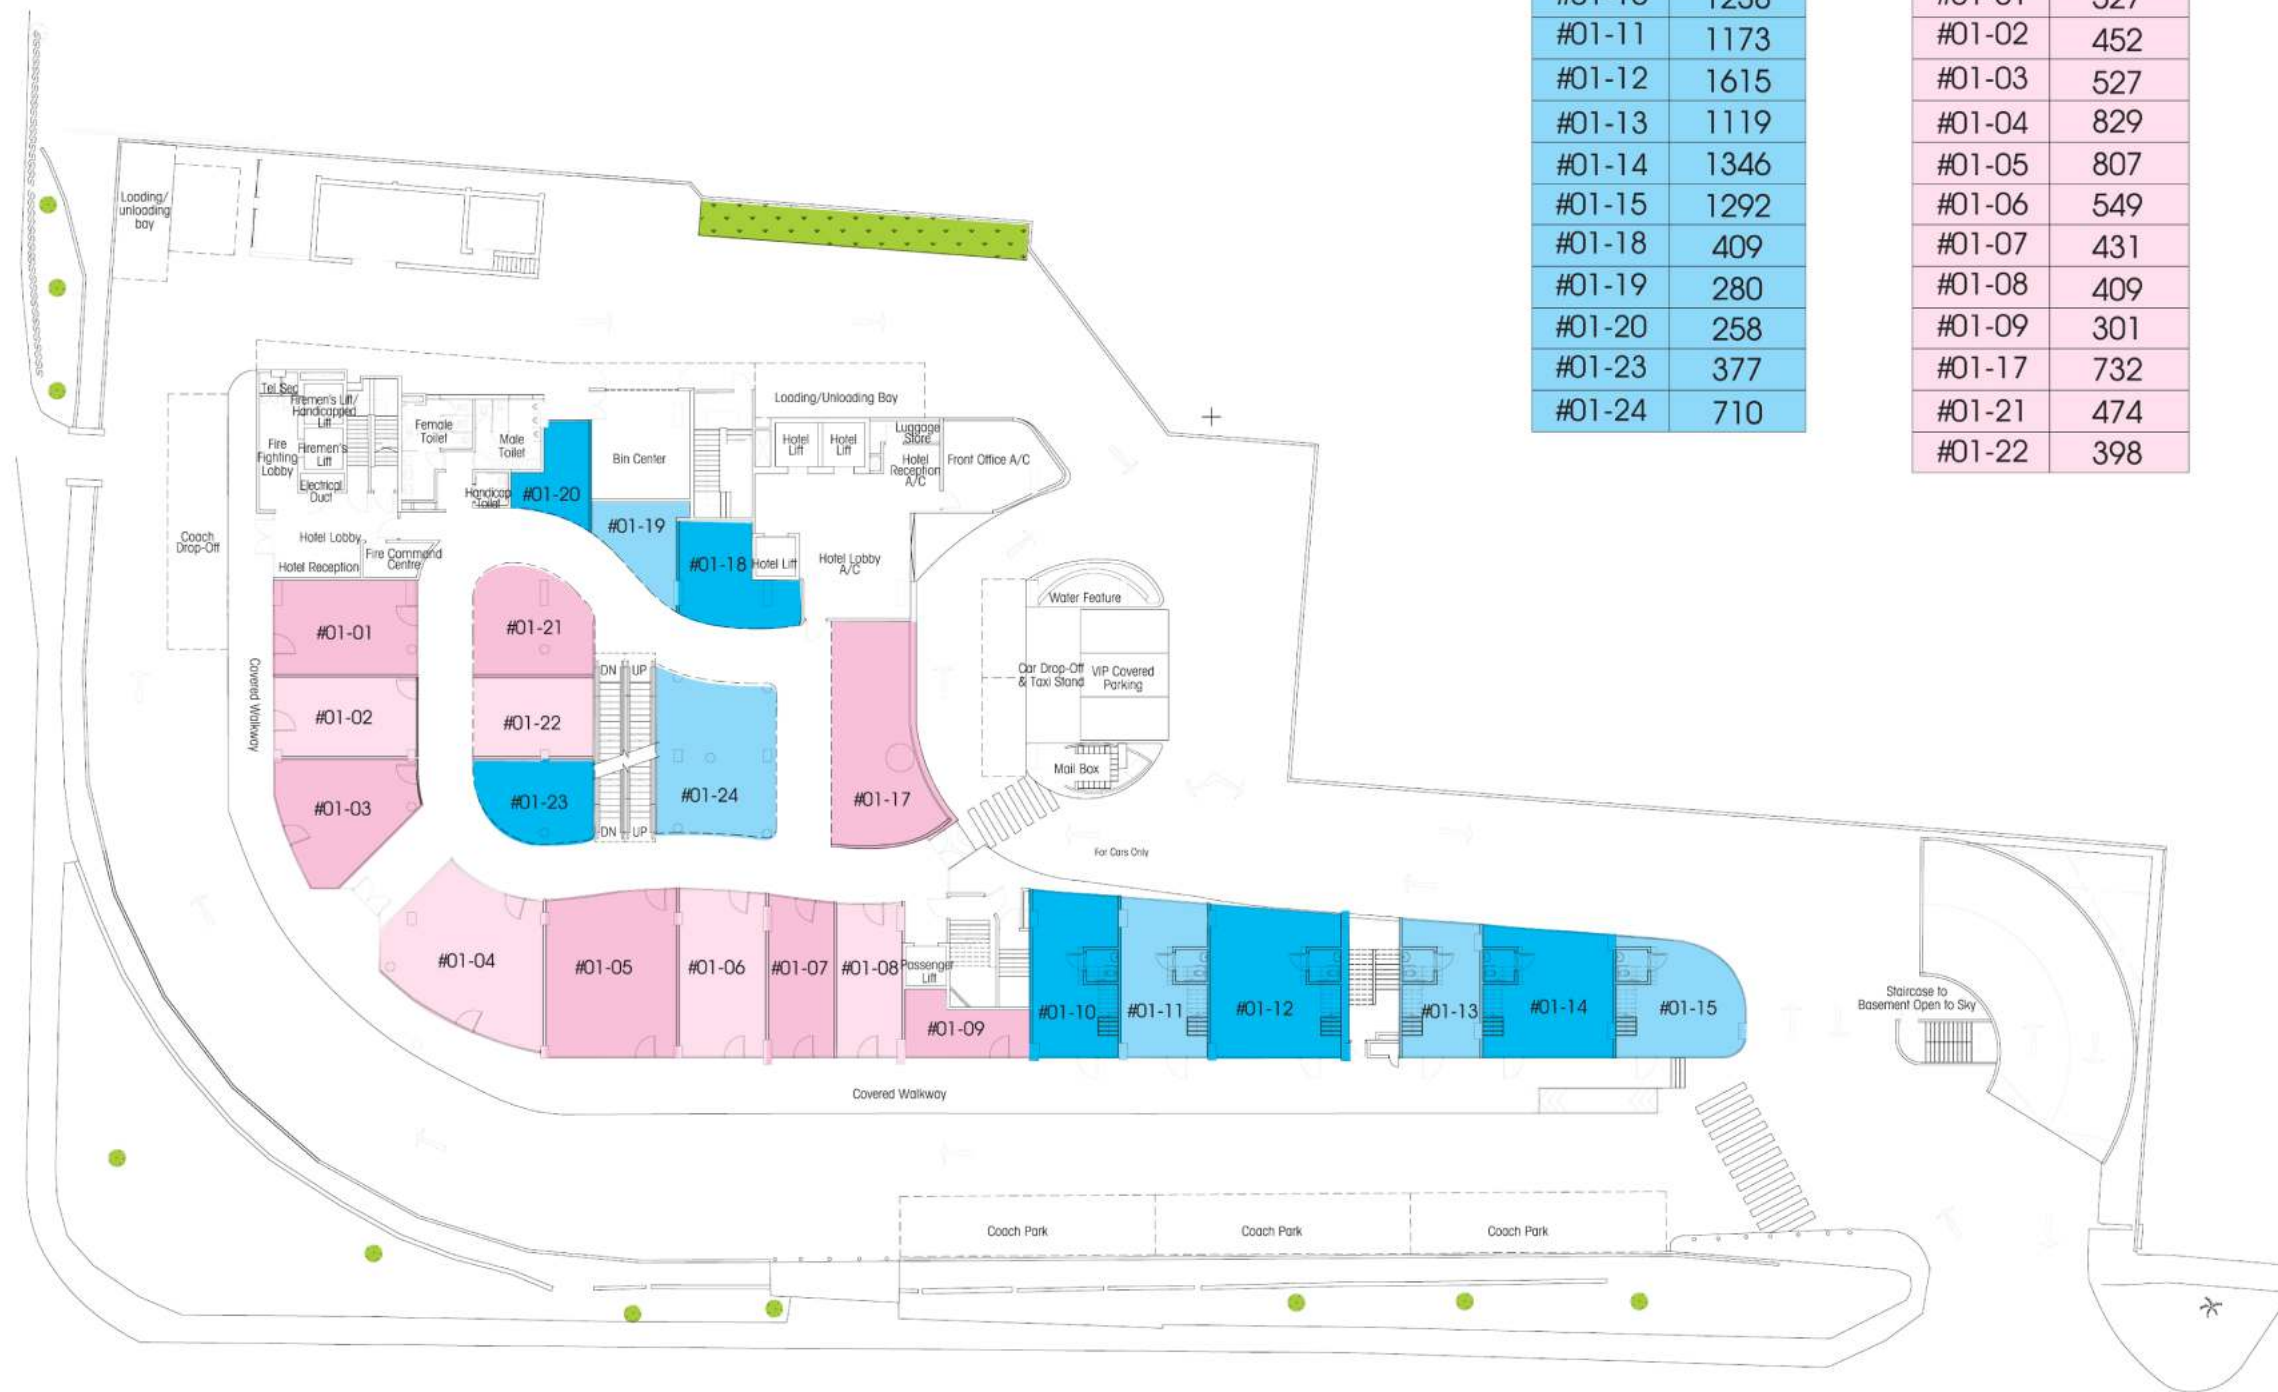 #01-11 1173
#01-12 1615
#01-13 1119
#01-14 1346
#01-15 1292
#01-18 409
#01-19 280
#01-20 258
#01-23 377
#01-24 710
#01-02 452
#01-03 527
#01-04 829
#01-05 807
#01-06 549
#01-07 431
#01-08 409
#01-09 301
#01-17 732
#01-21 474
#01-22 398
Loading/
unloading
bay
Tel Sec
Firemen's Lift/
Handicapped
Lift
Fire
Fighting
Lobby
Firemen's
Lift
Electrical
Duct
Female
Toilet
Male
Toilet
Handicap
Toilet
Bin Center
Loading/Unloading Bay
Hotel
Lift
Hotel
Lift
Luggage
Store
Hotel
Reception
A/C
Front Office A/C
#01-20
#01-19
#01-18
Hotel Lift
Hotel Lobby
A/C
Coach
Drop-Off
Hotel Lobby
Hotel Reception
Fire Command
Centre
Water Feature
Car Drop-Off
& Taxi Stand
VIP Covered
Parking
Mail Box
Covered Walkway
#01-01
#01-02
#01-03
#01-21
#01-22
#01-23
DN
UP
DN
UP
#01-24
#01-17
For Cars Only
#01-04
#01-05
#01-06
#01-07
#01-08
Passenger
Lift
#01-09
#01-10
#01-11
#01-12
#01-13
#01-14
#01-15
Staircase to
Basement Open to Sky
Covered Walkway
Coach Park
Coach Park
Coach Park